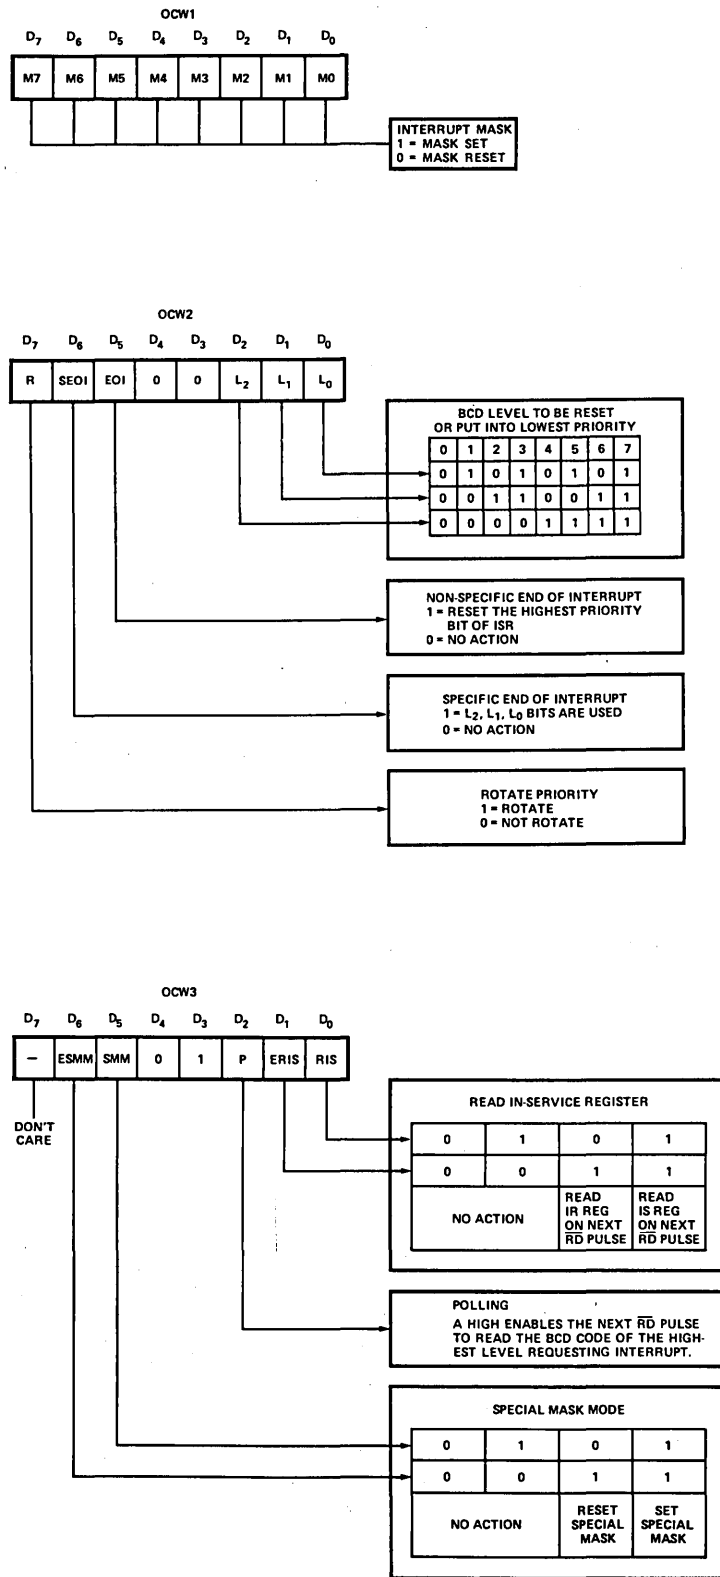 OCW1
D7 D6 D5 D4 D3 D2 D1 D0
M7 M6 M5 M4 M3 M2 M1 M0
INTERRUPT MASK
1 = MASK SET
0 = MASK RESET
OCW2
D7 D6 D5 D4 D3 D2 D1 D0
R SEOI EOI 0 0 L2 L1 L0
BCD LEVEL TO BE RESET
OR PUT INTO LOWEST PRIORITY
0 1 2 3 4 5 6 7
0 1 0 1 0 1 0 1
0 0 1 1 0 0 1 1
0 0 0 0 1 1 1 1
NON-SPECIFIC END OF INTERRUPT
1 = RESET THE HIGHEST PRIORITY
BIT OF ISR
0 = NO ACTION
SPECIFIC END OF INTERRUPT
1 = L2, L1, L0 BITS ARE USED
0 = NO ACTION
ROTATE PRIORITY
1 = ROTATE
0 = NOT ROTATE
OCW3
D7 D6 D5 D4 D3 D2 D1 D0
– ESMM SMM 0 1 P ERIS RIS
DON'T
CARE
READ IN-SERVICE REGISTER
0 1 0 1
0 0 1 1
NO ACTION
READ
IR REG
ON NEXT
RD PULSE
READ
IS REG
ON NEXT
RD PULSE
POLLING
A HIGH ENABLES THE NEXT RD PULSE
TO READ THE BCD CODE OF THE HIGH-
EST LEVEL REQUESTING INTERRUPT.
SPECIAL MASK MODE
0 1 0 1
0 0 1 1
NO ACTION
RESET
SPECIAL
MASK
SET
SPECIAL
MASK